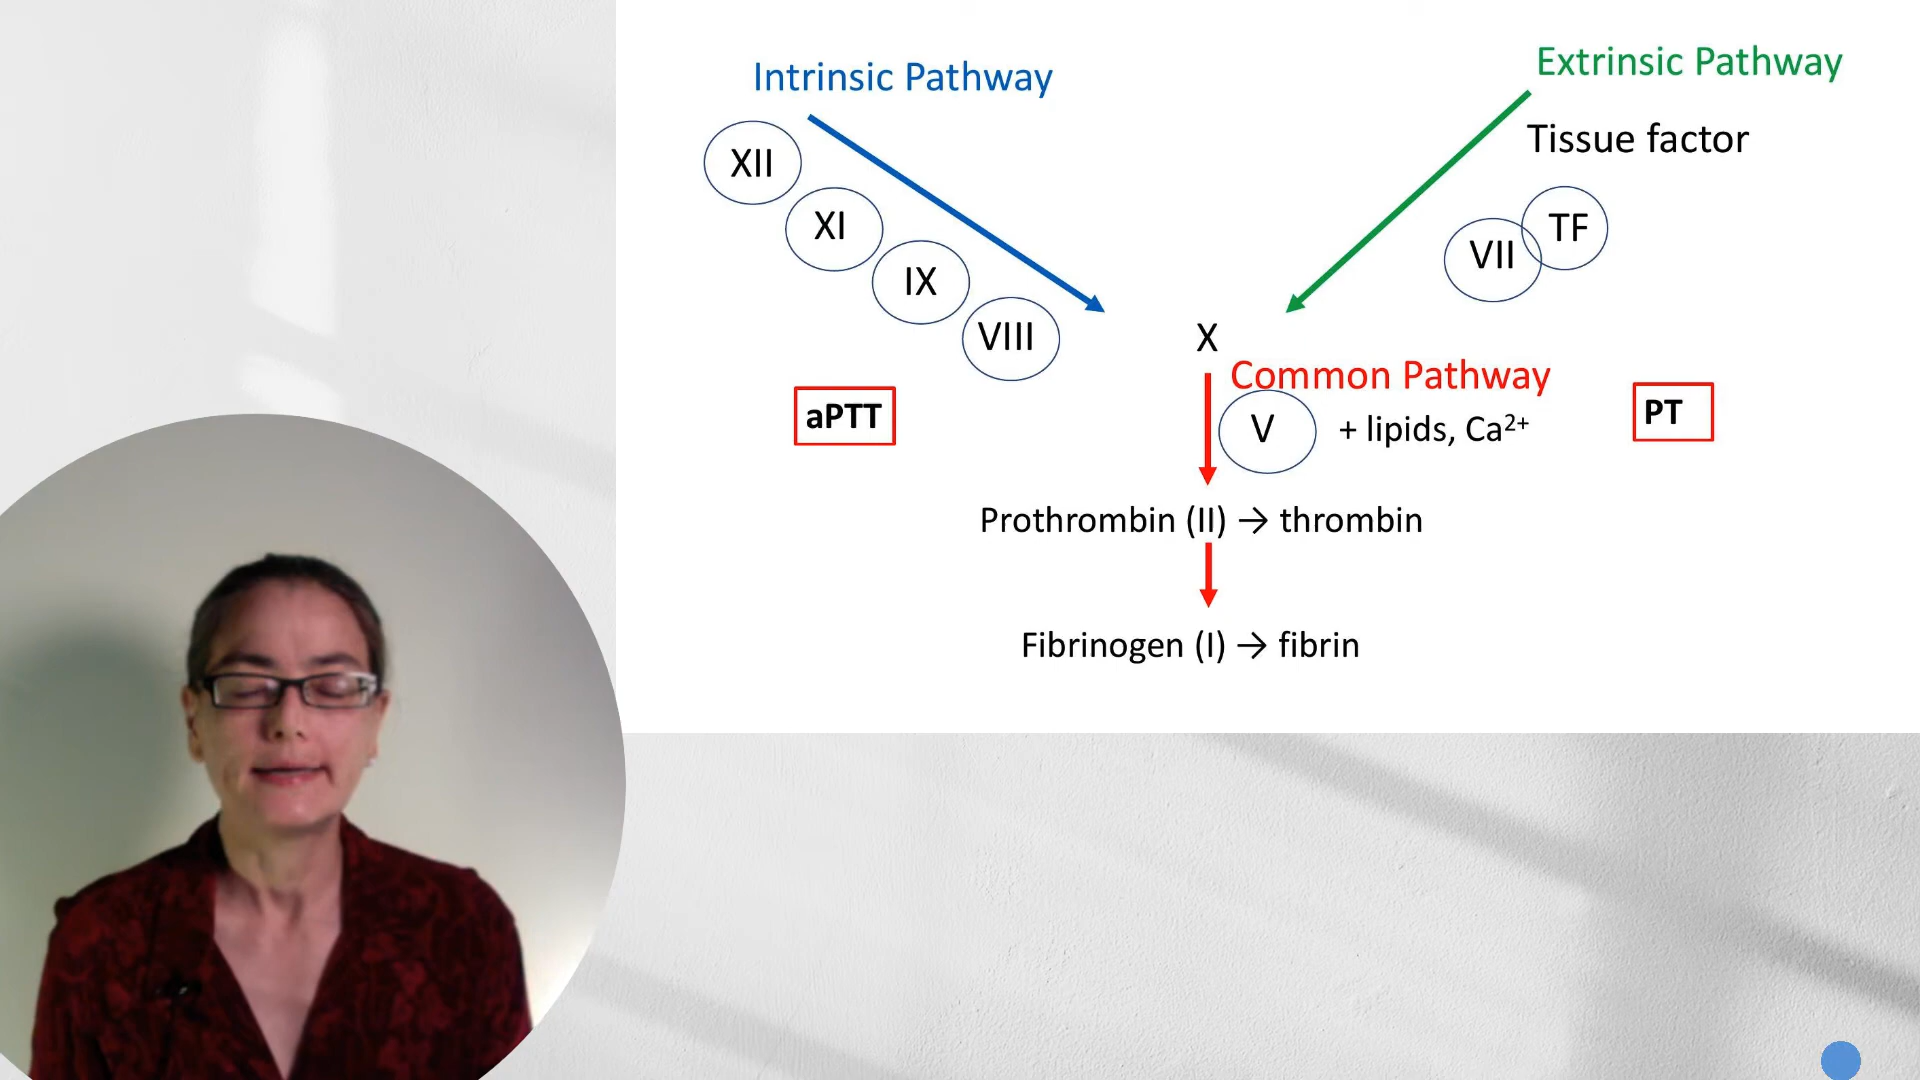 Intrinsic Pathway
Extrinsic Pathway
Tissue factor
XII
XI
IX
VIII
TF
VII
X
Common Pathway
V + lipids, Ca²⁺
aPTT
PT
Prothrombin (II) → thrombin
Fibrinogen (I) → fibrin